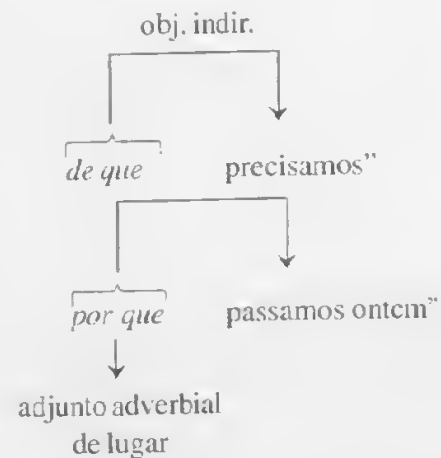 obj. indir.
de que precisamos”
por que passamos ontem”
adjunto adverbial
de lugar